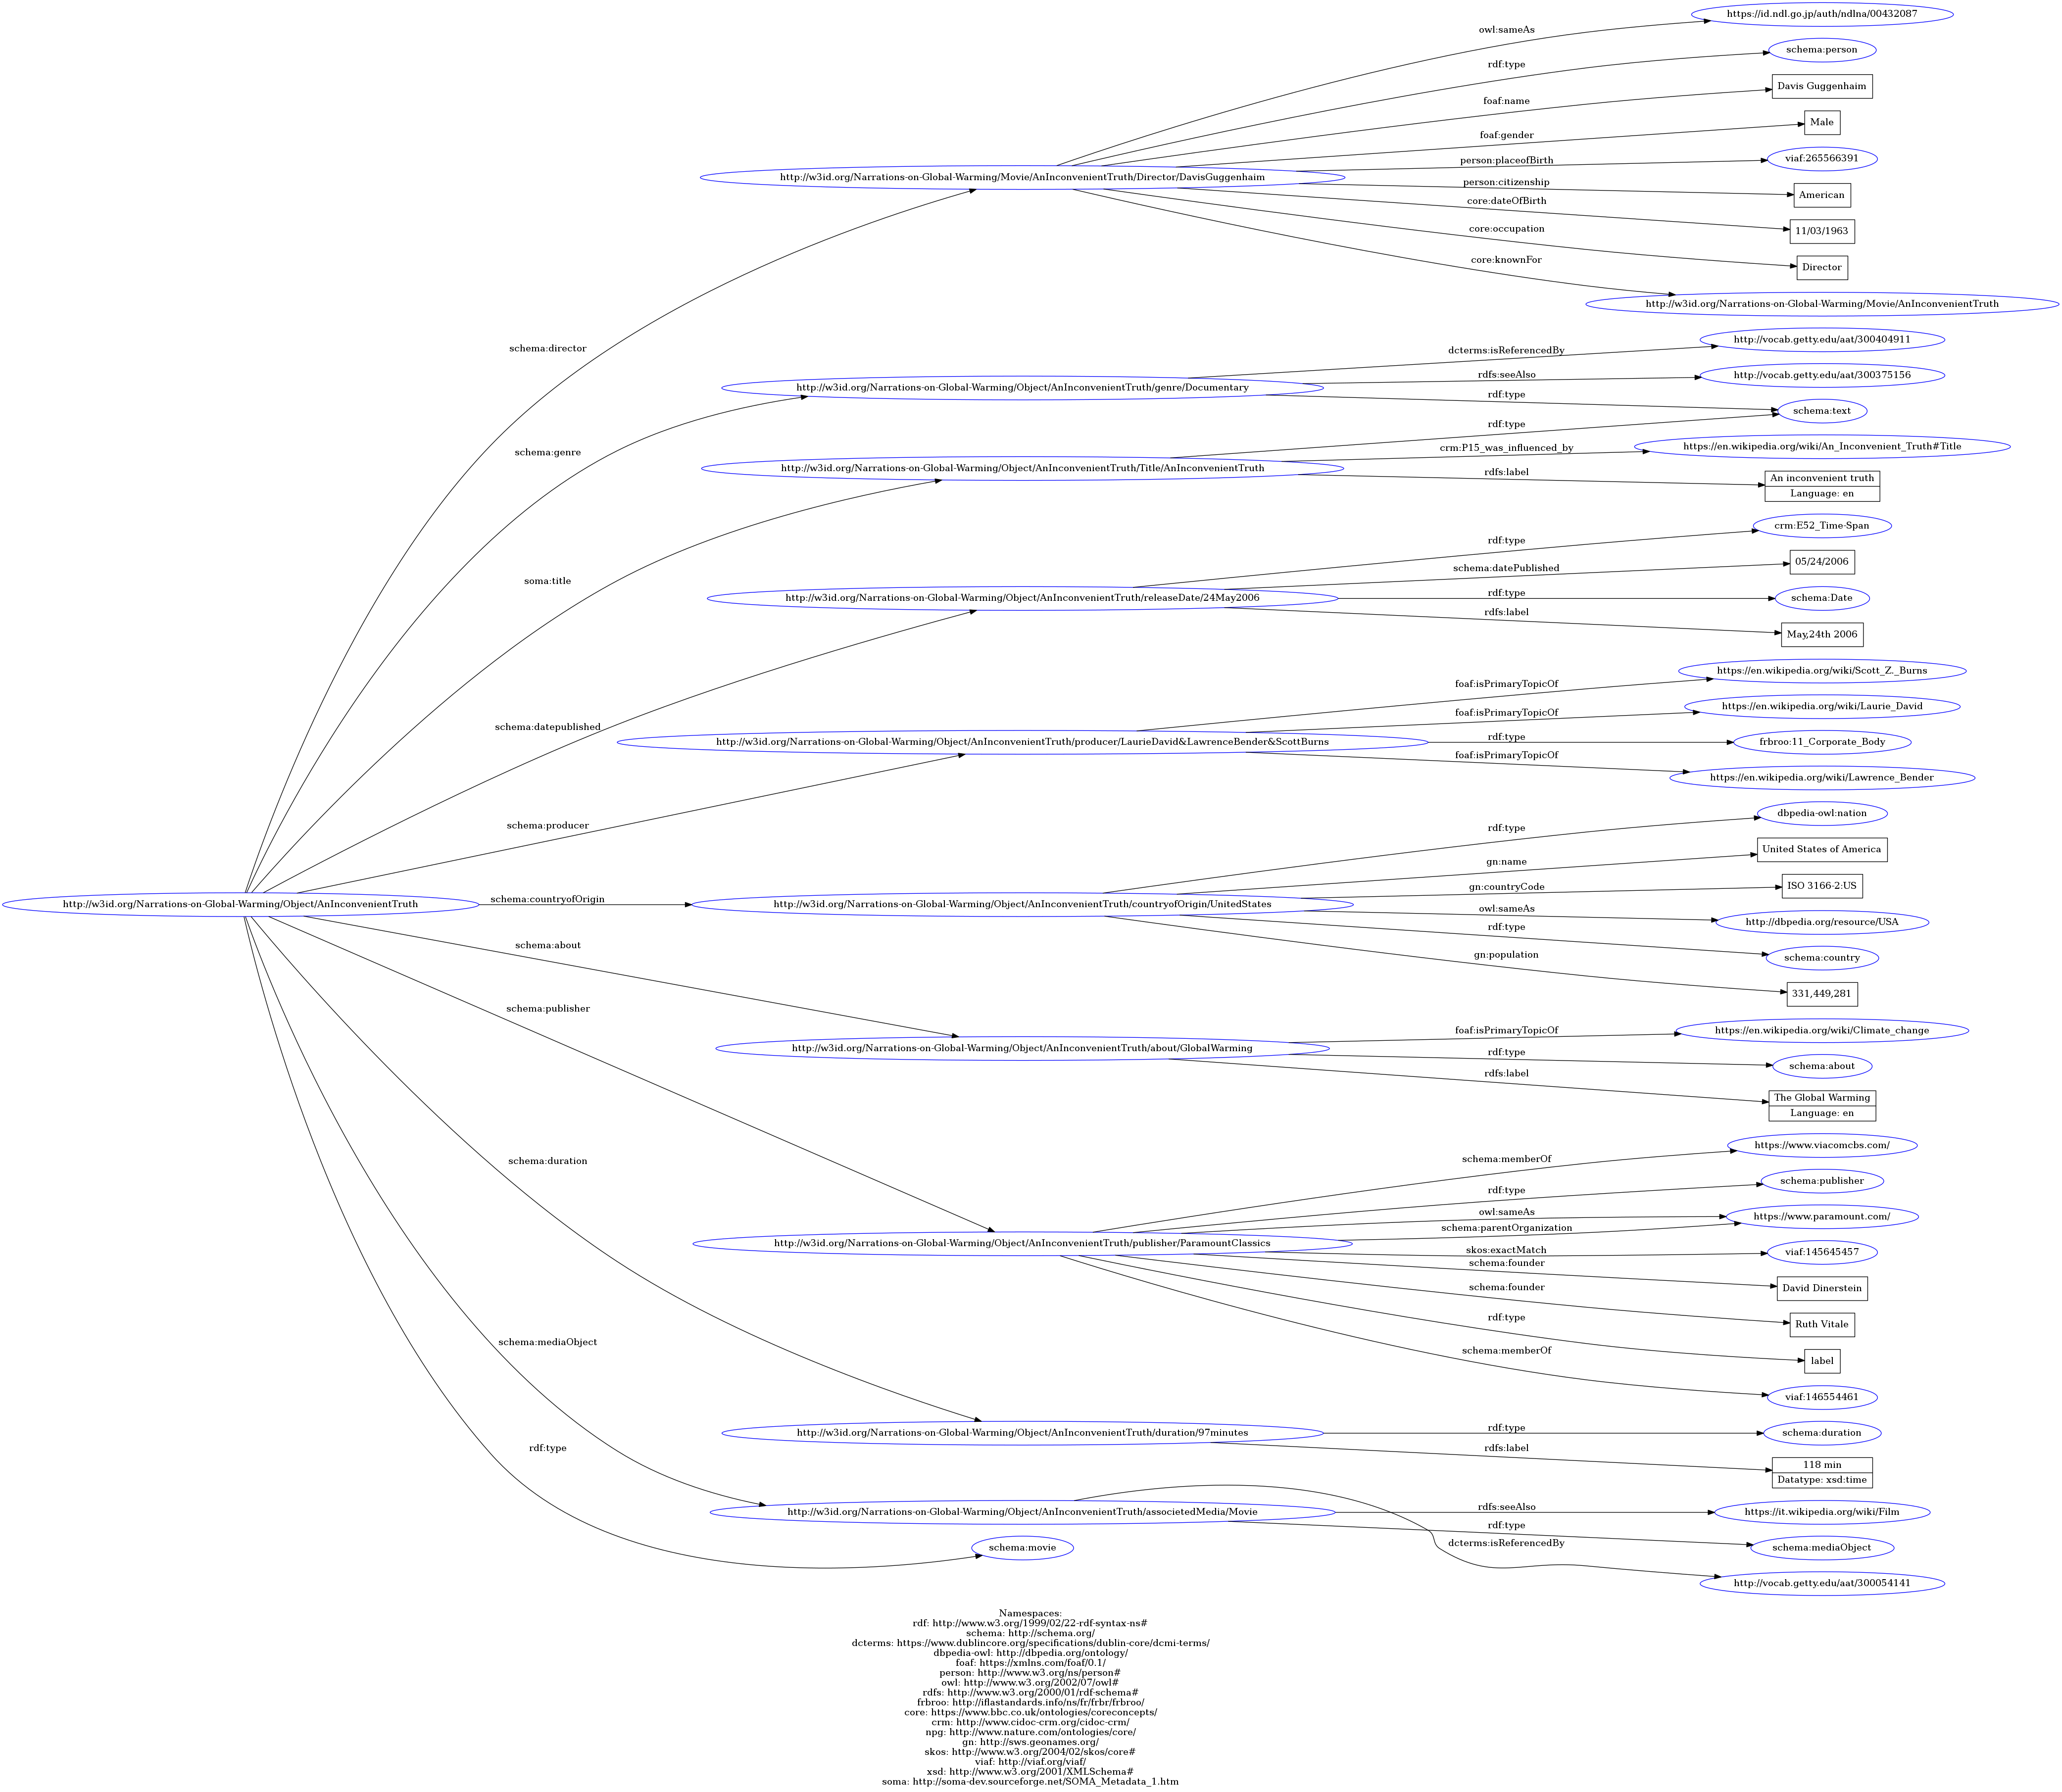 https://id.ndl.go.jp/auth/ndlna/00432087
owl:sameAs
schema:person
rdf:type
Davis Guggenhaim
foaf:name
Male
foaf:gender
viaf:265566391
person:placeofBirth
http://w3id.org/Narrations-on-Global-Warming/Movie/AnInconvenientTruth/Director/DavisGuggenhaim
person:citizenship
American
core:dateOfBirth
11/03/1963
core:occupation
Director
core:knownFor
http://w3id.org/Narrations-on-Global-Warming/Movie/AnInconvenientTruth
schema:director
http://vocab.getty.edu/aat/300404911
dcterms:isReferencedBy
rdfs:seeAlso
http://vocab.getty.edu/aat/300375156
http://w3id.org/Narrations-on-Global-Warming/Object/AnInconvenientTruth/genre/Documentary
rdf:type
schema:text
rdf:type
schema:genre
crm:P15_was_influenced_by
https://en.wikipedia.org/wiki/An_Inconvenient_Truth#Title
http://w3id.org/Narrations-on-Global-Warming/Object/AnInconvenientTruth/Title/AnInconvenientTruth
rdfs:label
An inconvenient truth
Language: en
soma:title
crm:E52_Time-Span
rdf:type
05/24/2006
schema:datePublished
http://w3id.org/Narrations-on-Global-Warming/Object/AnInconvenientTruth/releaseDate/24May2006
rdf:type
schema:Date
rdfs:label
May,24th 2006
schema:datepublished
https://en.wikipedia.org/wiki/Scott_Z._Burns
foaf:isPrimaryTopicOf
https://en.wikipedia.org/wiki/Laurie_David
foaf:isPrimaryTopicOf
http://w3id.org/Narrations-on-Global-Warming/Object/AnInconvenientTruth/producer/LaurieDavid&LawrenceBender&ScottBurns
rdf:type
frbroo:11_Corporate_Body
foaf:isPrimaryTopicOf
https://en.wikipedia.org/wiki/Lawrence_Bender
schema:producer
dbpedia-owl:nation
rdf:type
United States of America
gn:name
gn:countryCode
ISO 3166-2:US
http://w3id.org/Narrations-on-Global-Warming/Object/AnInconvenientTruth
schema:countryofOrigin
http://w3id.org/Narrations-on-Global-Warming/Object/AnInconvenientTruth/countryofOrigin/UnitedStates
owl:sameAs
http://dbpedia.org/resource/USA
rdf:type
schema:country
gn:population
331,449,281
schema:about
foaf:isPrimaryTopicOf
https://en.wikipedia.org/wiki/Climate_change
http://w3id.org/Narrations-on-Global-Warming/Object/AnInconvenientTruth/about/GlobalWarming
rdf:type
schema:about
rdfs:label
The Global Warming
Language: en
schema:publisher
https://www.viacomcbs.com/
schema:memberOf
schema:publisher
rdf:type
owl:sameAs
https://www.paramount.com/
schema:parentOrganization
http://w3id.org/Narrations-on-Global-Warming/Object/AnInconvenientTruth/publisher/ParamountClassics
skos:exactMatch
viaf:145645457
schema:founder
David Dinerstein
schema:founder
Ruth Vitale
rdf:type
label
schema:memberOf
viaf:146554461
schema:duration
http://w3id.org/Narrations-on-Global-Warming/Object/AnInconvenientTruth/duration/97minutes
rdf:type
schema:duration
rdfs:label
118 min
Datatype: xsd:time
schema:mediaObject
http://w3id.org/Narrations-on-Global-Warming/Object/AnInconvenientTruth/associetedMedia/Movie
rdfs:seeAlso
https://it.wikipedia.org/wiki/Film
rdf:type
schema:mediaObject
dcterms:isReferencedBy
http://vocab.getty.edu/aat/300054141
rdf:type
schema:movie
Namespaces:
rdf: http://www.w3.org/1999/02/22-rdf-syntax-ns#
schema: http://schema.org/
dcterms: https://www.dublincore.org/specifications/dublin-core/dcmi-terms/
dbpedia-owl: http://dbpedia.org/ontology/
foaf: https://xmlns.com/foaf/0.1/
person: http://www.w3.org/ns/person#
owl: http://www.w3.org/2002/07/owl#
rdfs: http://www.w3.org/2000/01/rdf-schema#
frbroo: http://iflastandards.info/ns/fr/frbr/frbroo/
core: https://www.bbc.co.uk/ontologies/coreconcepts/
crm: http://www.cidoc-crm.org/cidoc-crm/
npg: http://www.nature.com/ontologies/core/
gn: http://sws.geonames.org/
skos: http://www.w3.org/2004/02/skos/core#
viaf: http://viaf.org/viaf/
xsd: http://www.w3.org/2001/XMLSchema#
soma: http://soma-dev.sourceforge.net/SOMA_Metadata_1.htm